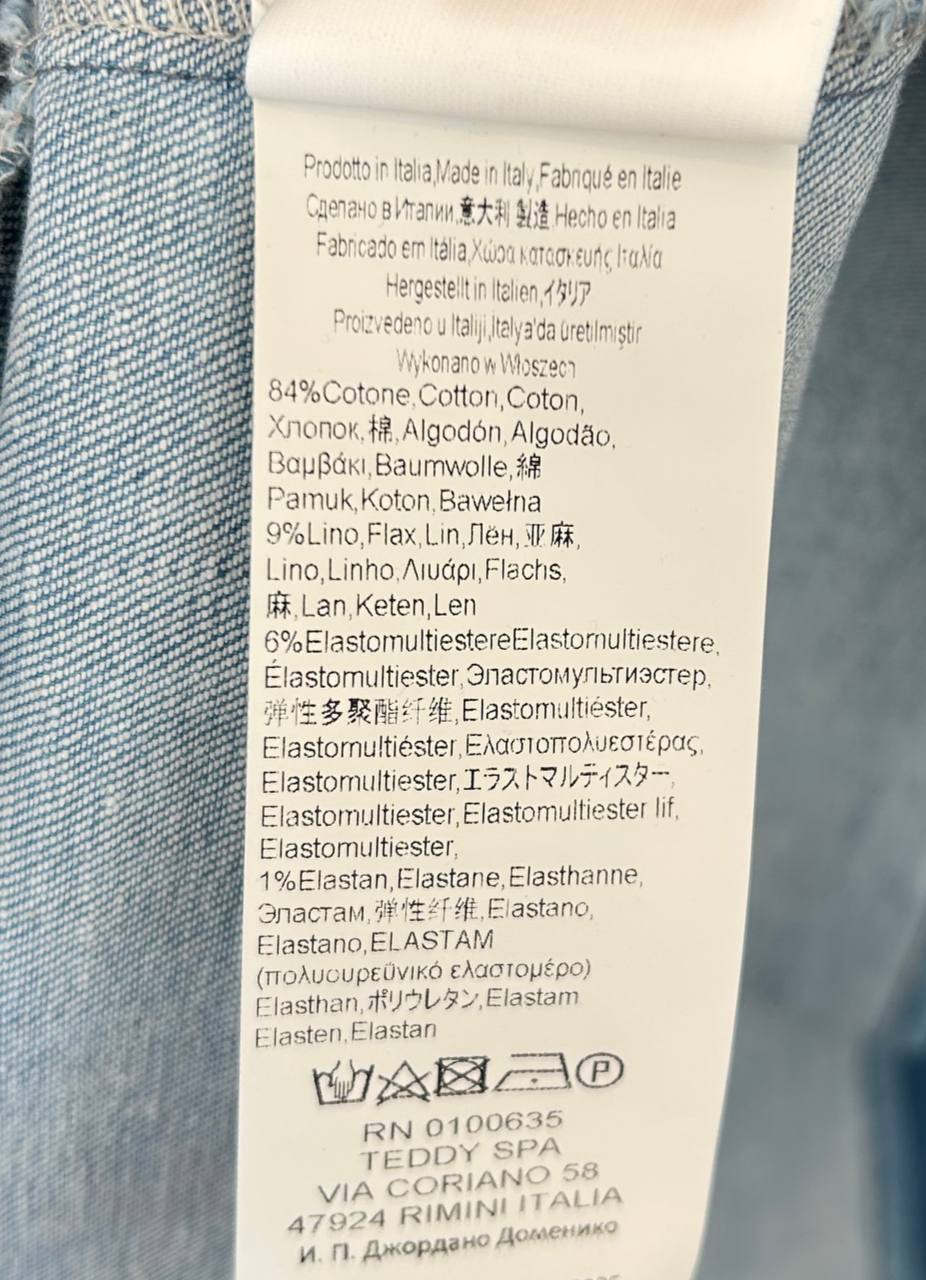 Prodotto in Italia,Made in Italy,Fabriqué en Italie
Сделано в Италии,意大利 製造,Hecho en Italia
Fabricado em Itália,Χώρα κατασκευής Ιταλία
Hergestellt in Italien,イタリア
Proizvedeno u Italiji,Italya'da üretilmiştir
Wykonano w Włoszech
84%Cotone,Cotton,Coton,
Хлопок,棉,Algodón,Algodão,
Βαμβάκι,Baumwolle,綿
Pamuk,Koton,Bawełna
9%Lino,Flax,Lin,Лён,亚麻,
Lino,Linho,Λιυάρι,Flachs,
麻,Lan,Keten,Len
6%ElastomultiestereElastomultiestere,
Élastomultiester,Эластомультиэстер,
弹性多聚酯纤维,Elastomultiéster,
Elastomultiéster,Ελαστοπολυεστέρας,
Elastomultiester,エラストマルティスター,
Elastomultiester,Elastomultiester lif,
Elastomultiester,
1%Elastan,Elastane,Elasthanne,
Эластам,弹性纤维,Elastano,
Elastano,ELASTAM
(πολυουρεϋνικό ελαστομέρο)
Elasthan,ポリウレタン,Elastam
Elasten,Elastan
P
RN 0100635
TEDDY SPA
VIA CORIANO 58
47924 RIMINI ITALIA
И. П. Джордано Доменико